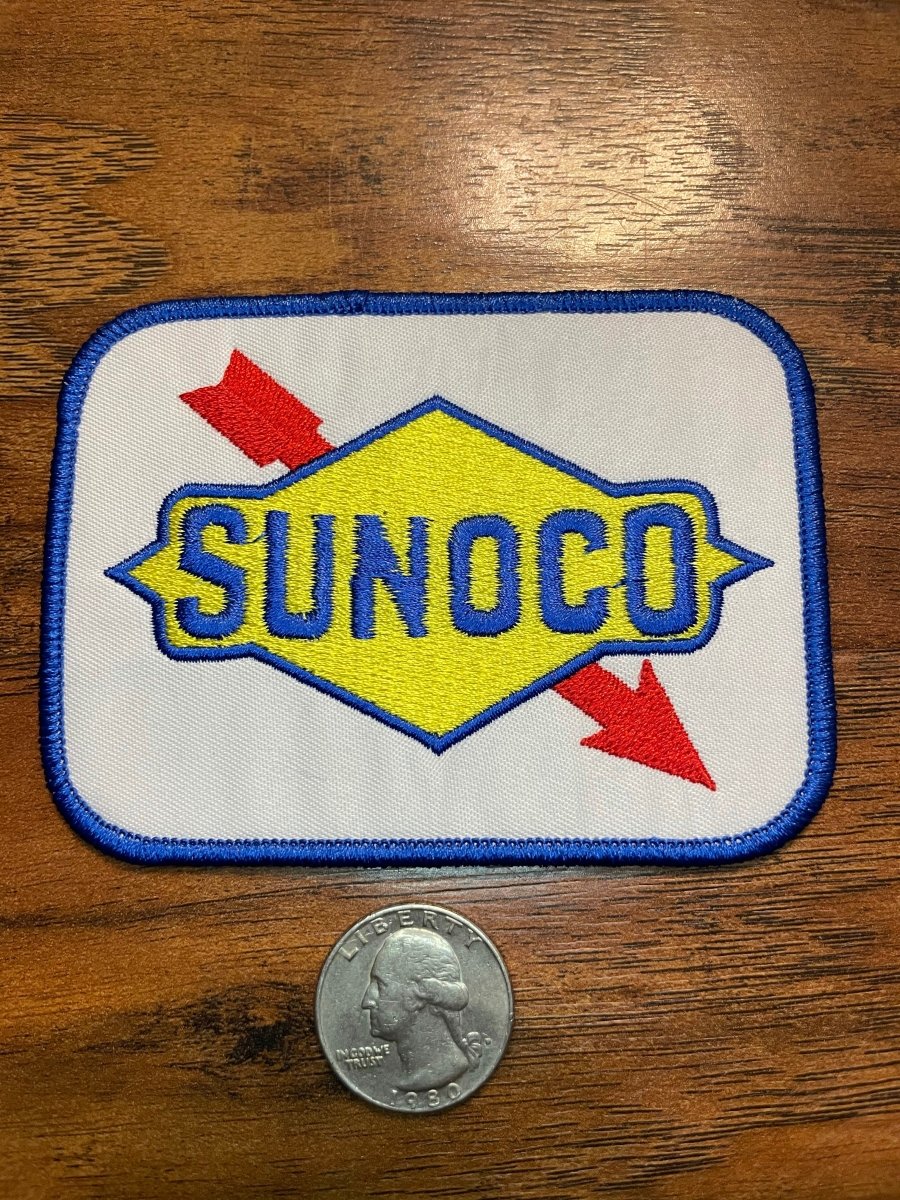 SUNOCO
LIBERTY
IN GOD WE
TRUST
1980